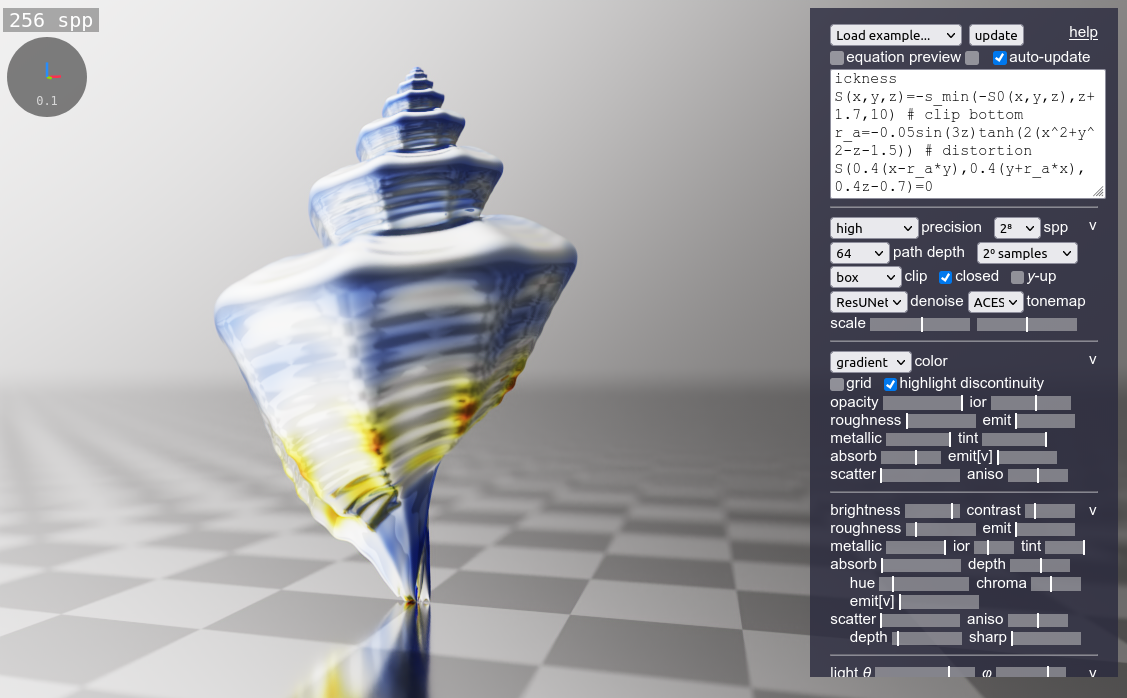 256 spp
0.1
Load example... update help
equation preview auto-update
ickness
S(x,y,z)=-s_min(-S0(x,y,z),z+
1.7,10) # clip bottom
r_a=-0.05sin(3z)tanh(2(x^2+y^
2-z-1.5)) # distortion
S(0.4(x-r_a*y),0.4(y+r_a*x),
0.4z-0.7)=0
high precision 2⁸ spp v
64 path depth 2⁰ samples
box clip closed y-up
ResUNet denoise ACES tonemap
scale
gradient color v
grid highlight discontinuity
opacity ior
roughness emit
metallic tint
absorb emit[v]
scatter aniso
brightness contrast v
roughness emit
metallic ior tint
absorb depth
hue chroma
emit[v]
scatter aniso
depth sharp
light θ φ v